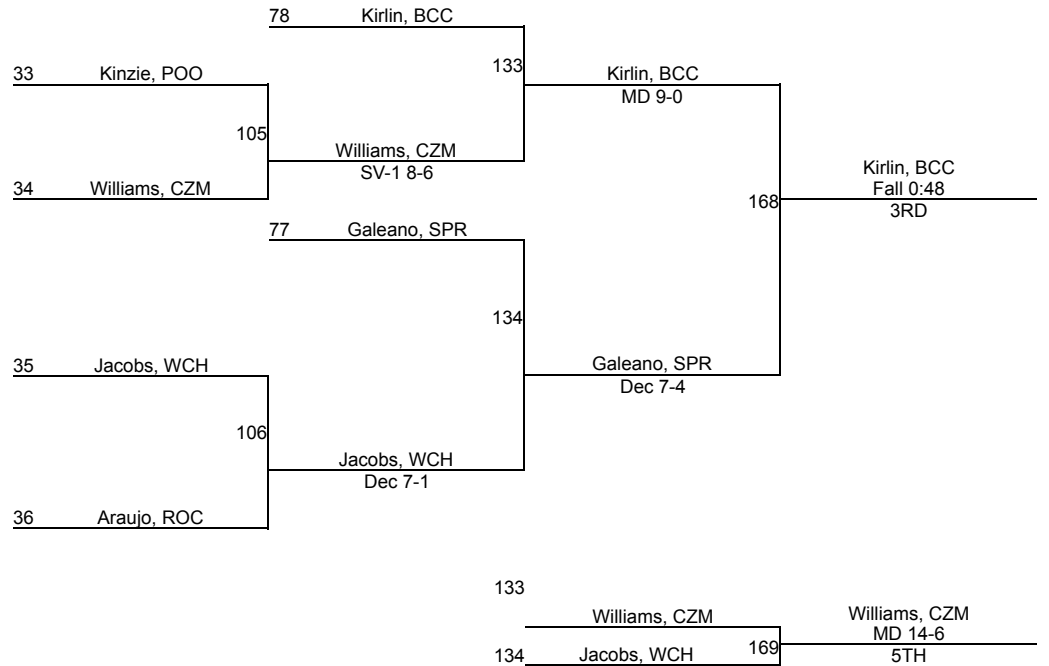 78 Kirlin, BCC
133 Kirlin, BCC
33 Kinzie, POO
MD 9-0
105
Williams, CZM
SV-1 8-6
Kirlin, BCC
34 Williams, CZM
Fall 0:48
168
3RD
77 Galeano, SPR
134
35 Jacobs, WCH
Galeano, SPR
Dec 7-4
106
Jacobs, WCH
Dec 7-1
36 Araujo, ROC
133
Williams, CZM
Williams, CZM
MD 14-6
134 Jacobs, WCH
169
5TH